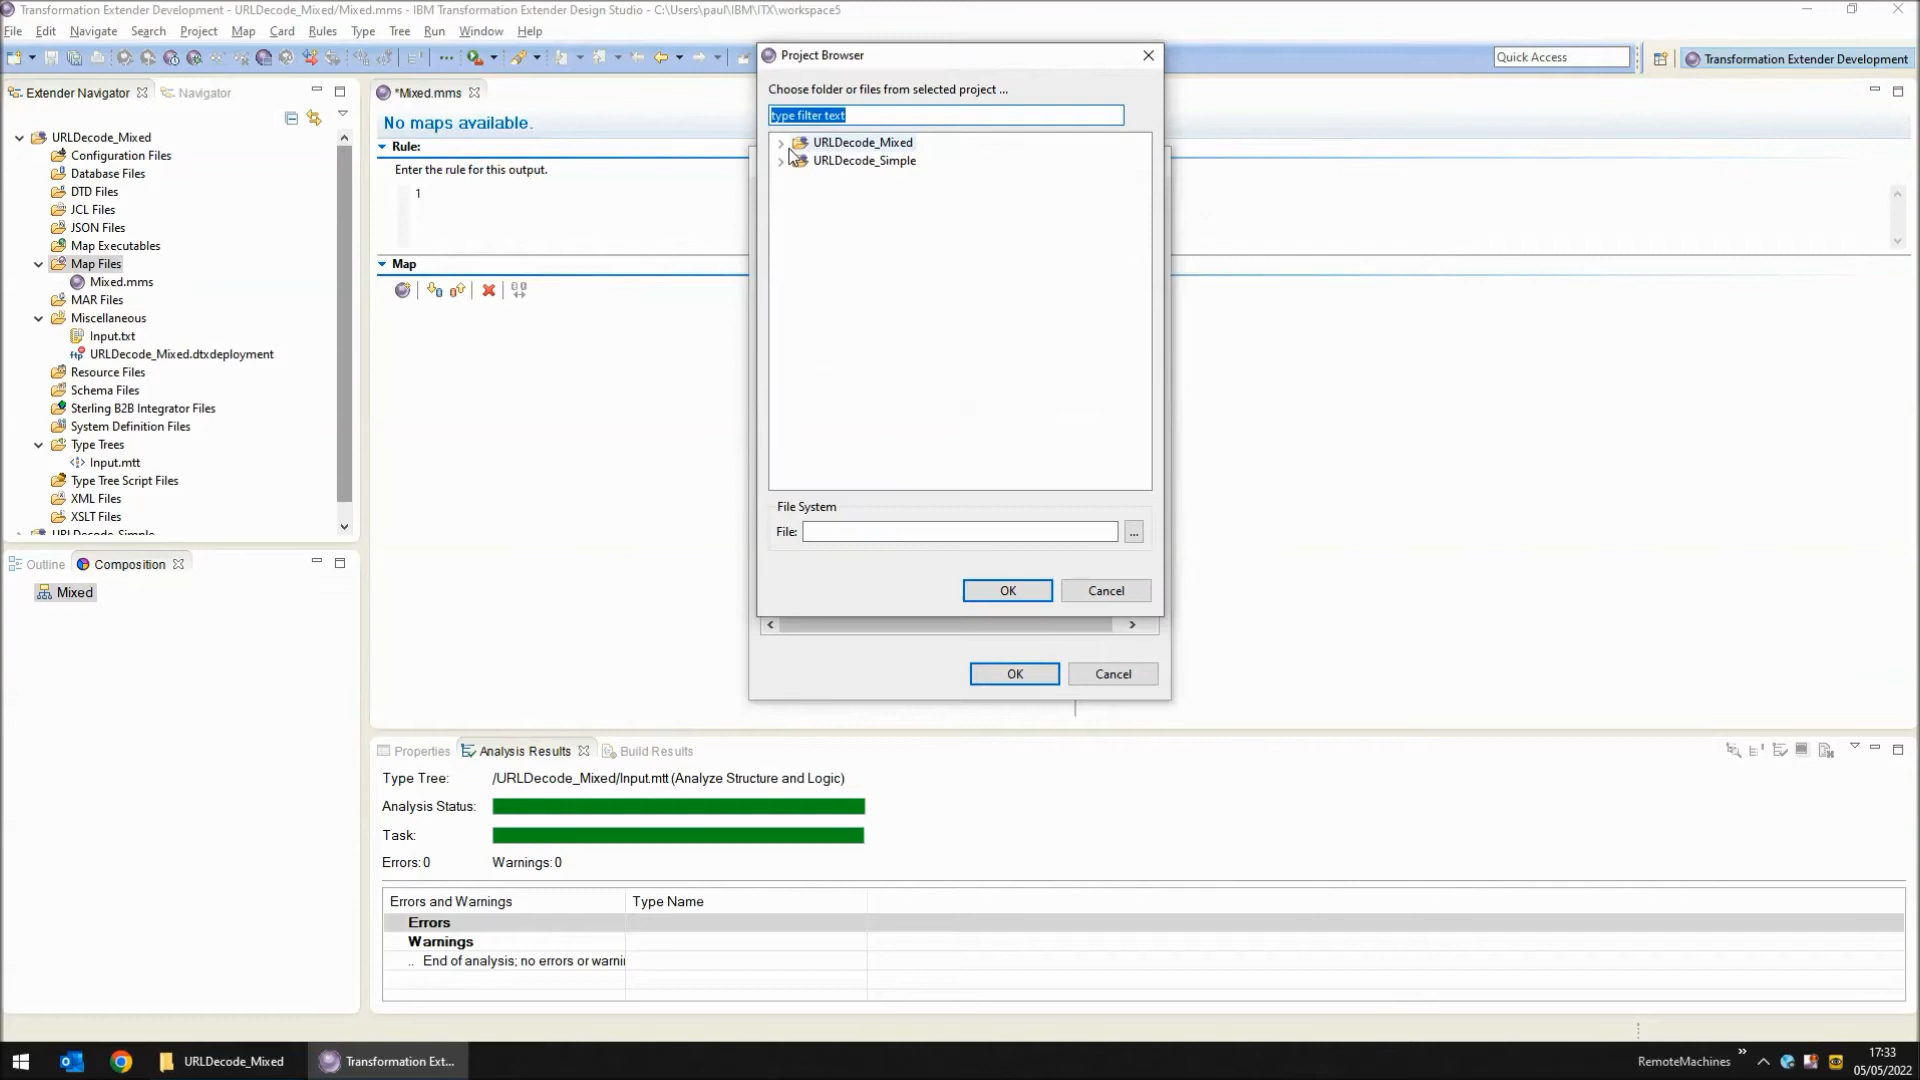 Transformation Extender Development - URLDecode_Mixed/Mixed.mms - IBM Transformation Extender Design Studio - C:\Users\paul\IBM\ITX\workspace5
File Edit Navigate Search Project Map Card Rules Type Tree Run Window Help
Quick Access
Transformation Extender Development
Extender Navigator
Navigator
URLDecode_Mixed
Configuration Files
Database Files
DTD Files
JCL Files
JSON Files
Map Executables
Map Files
Mixed.mms
MAR Files
Miscellaneous
Input.txt
URLDecode_Mixed.dtxdeployment
Resource Files
Schema Files
Sterling B2B Integrator Files
System Definition Files
Type Trees
Input.mtt
Type Tree Script Files
XML Files
XSLT Files
URLDecode_Simple
Outline
Composition
Mixed
*Mixed.mms
No maps available.
Rule:
Enter the rule for this output.
1
Map
Project Browser
Choose folder or files from selected project ...
type filter text
URLDecode_Mixed
URLDecode_Simple
File System
File:
...
OK
Cancel
OK
Cancel
Properties
Analysis Results
Build Results
Type Tree: /URLDecode_Mixed/Input.mtt (Analyze Structure and Logic)
Analysis Status:
Task:
Errors: 0 Warnings: 0
Errors and Warnings Type Name
Errors
Warnings
.. End of analysis; no errors or warnin
URLDecode_Mixed
Transformation Ext...
RemoteMachines
17:33
05/05/2022